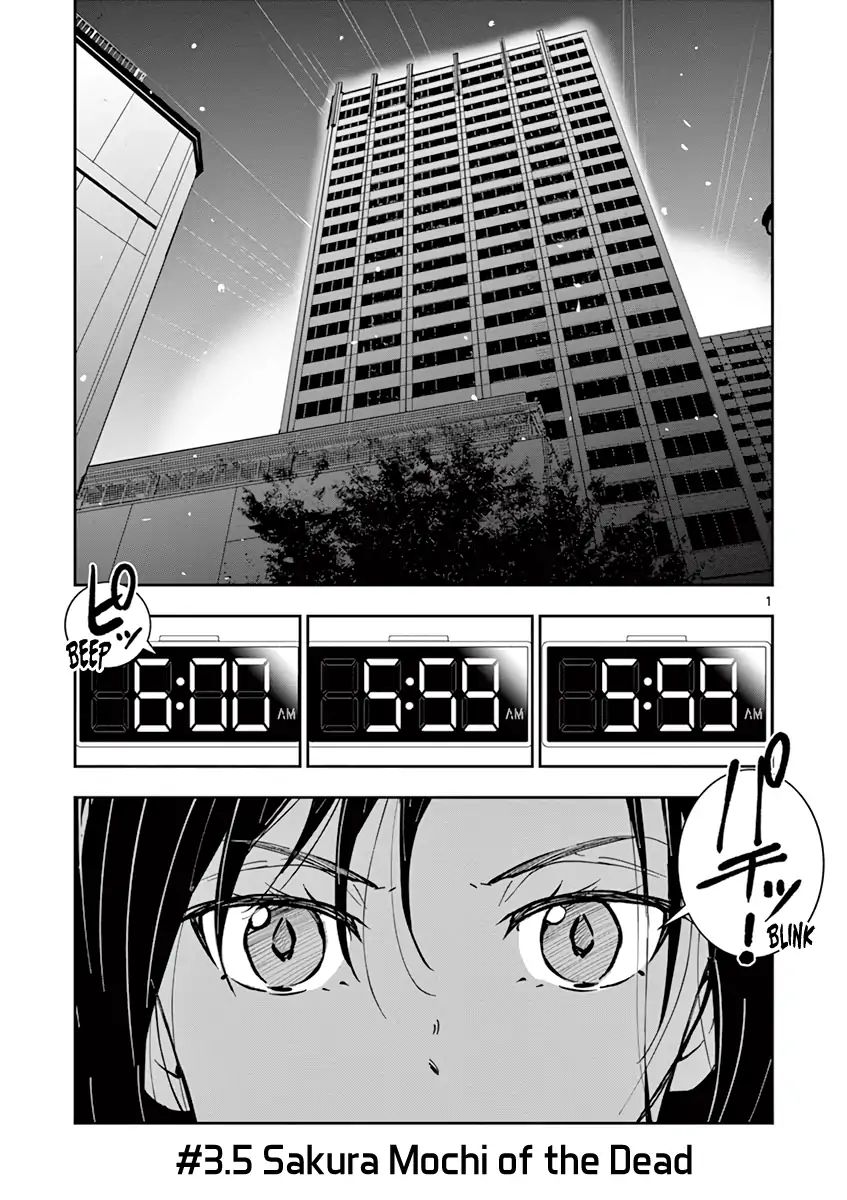 1
5:59
AM
5:59
AM
6:00
AM
ピピッ
BEEP
パチッ!
BLINK
#3.5 Sakura Mochi of the Dead